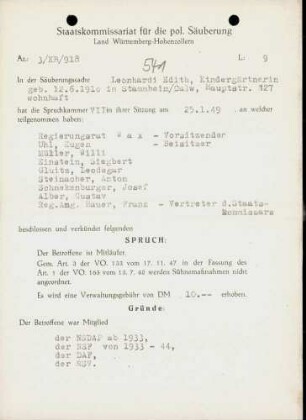 Staatskommissariat für die pol. Säuberung
Land Württemberg-Hohenzollern
Az.: 3/KB/918 L: 9
541
In der Säuberungssache Leonhardt Edith, Kindergärtnerin
geb. 12.6.1910 in Stammheim/Calw, Hauptstr. 327
wohnhaft
hat die Spruchkammer VII in ihrer Sitzung am 25.1.49 an welcher
teilgenommen haben:
Regierungsrat Wax - Vorsitzender
Uhl, Eugen - Beisitzer
Müller, Willi
Einstein, Siegbert
Steinacher, Anton
Schnekenburger, Josef
Alber, Gustav
Reg.Ang. Bauer, Franz - Vertreter d.Staats-
kommissars
beschlossen und verkündet folgenden
SPRUCH:
Der Betroffene ist Mitläufer.
Gem. Art. 3 der VO. 133 vom 17. 11. 47 in der Fassung des
Art. 1 der VO. 165 vom 13. 7. 48 werden Sühnemaßnahmen nicht
angeordnet.
Es wird eine Verwaltungsgebühr von DM 10.-- erhoben.
Gründe:
Der Betroffene war Mitglied
der NSDAP ab 1933,
der NSF von 1933 - 44,
der DAF,
der NSV.